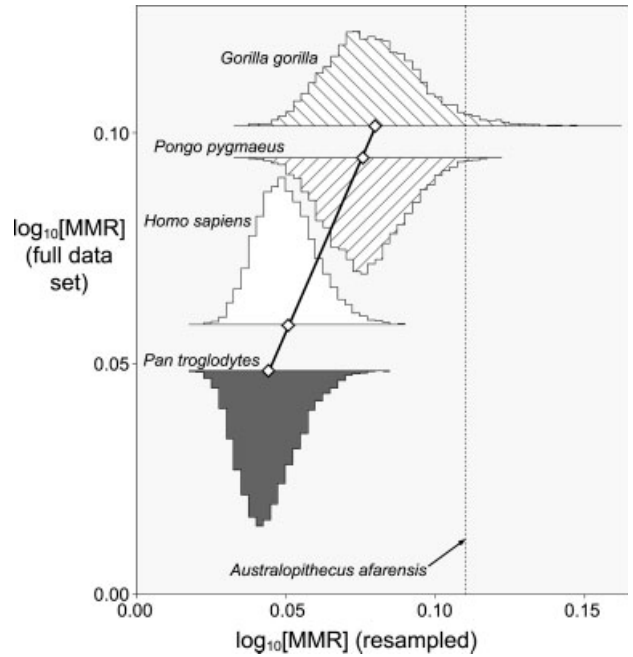 Gorilla gorilla
0.10
Pongo pygmaeus
Homo sapiens
log10[MMR]
(full data
set)
Pan troglodytes
0.05
Australopithecus afarensis
0.00
0.00 0.05 0.10 0.15
log10[MMR] (resampled)